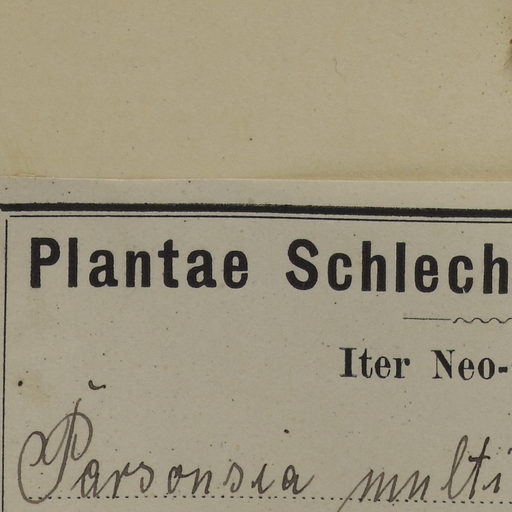 Plantae Schlech
Iter Neo-
Parsonsia multi